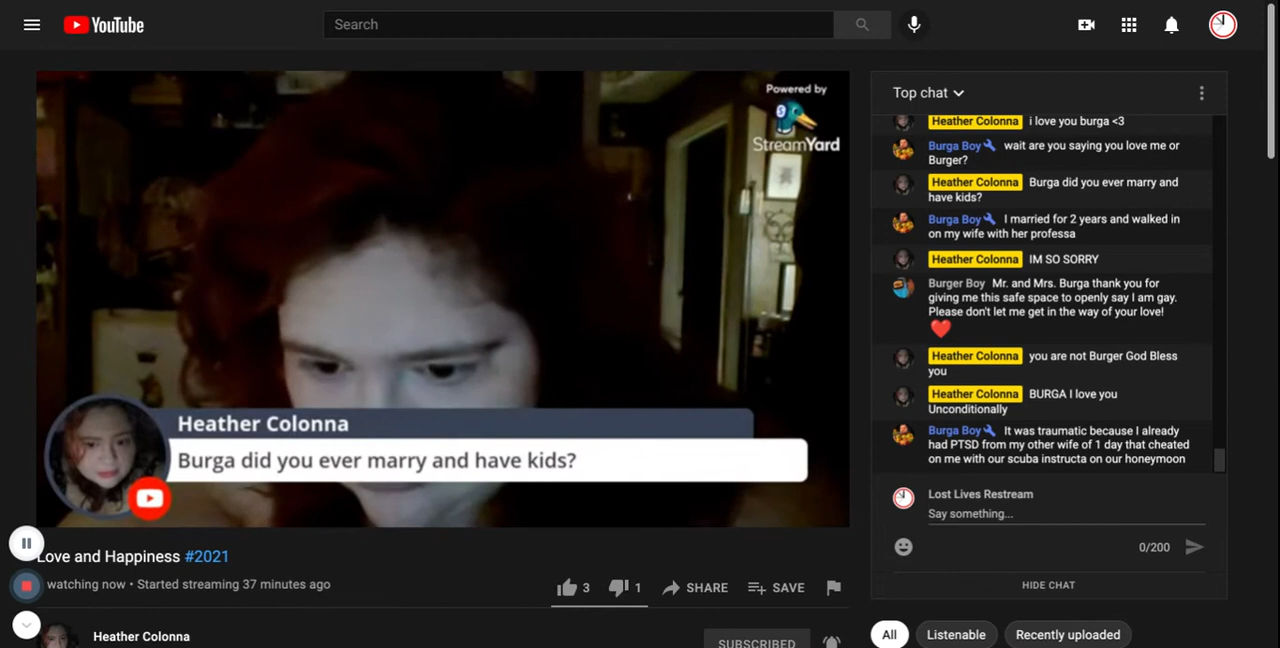 YouTube
Search
Powered by
StreamYard
Heather Colonna
Burga did you ever marry and have kids?
Love and Happiness #2021
watching now • Started streaming 37 minutes ago
3
1
SHARE
SAVE
Heather Colonna
SUBSCRIBED
Top chat
Heather Colonna i love you burga <3
Burga Boy wait are you saying you love me or
Burger?
Heather Colonna Burga did you ever marry and
have kids?
Burga Boy I married for 2 years and walked in
on my wife with her professa
Heather Colonna IM SO SORRY
Burger Boy Mr. and Mrs. Burga thank you for
giving me this safe space to openly say I am gay.
Please don't let me get in the way of your love!
Heather Colonna you are not Burger God Bless
you
Heather Colonna BURGA I love you
Unconditionally
Burga Boy It was traumatic because I already
had PTSD from my other wife of 1 day that cheated
on me with our scuba instructa on our honeymoon
Lost Lives Restream
Say something...
0/200
HIDE CHAT
All
Listenable
Recently uploaded